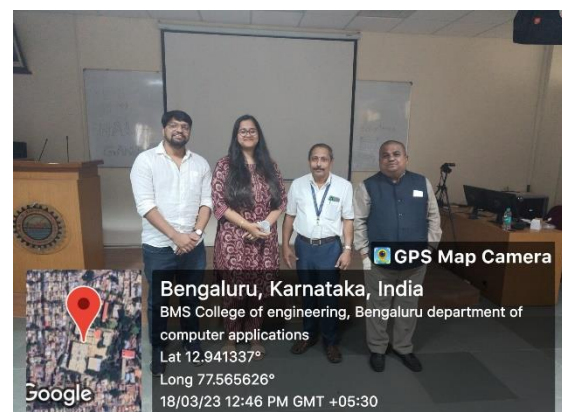 GPS Map Camera
Bengaluru, Karnataka, India
BMS College of engineering, Bengaluru department of
computer applications
Lat 12.941337°
Long 77.565626°
18/03/23 12:46 PM GMT +05:30
Google